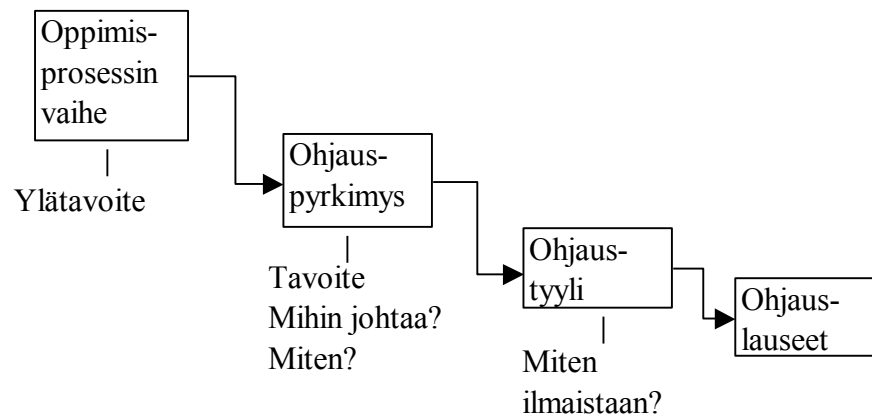 Oppimis-
prosessin
vaihe
Ylätavoite
Ohjaus-
pyrkimys
Tavoite
Mihin johtaa?
Miten?
Ohjaus-
tyyli
Miten
ilmaistaan?
Ohjaus-
lauseet